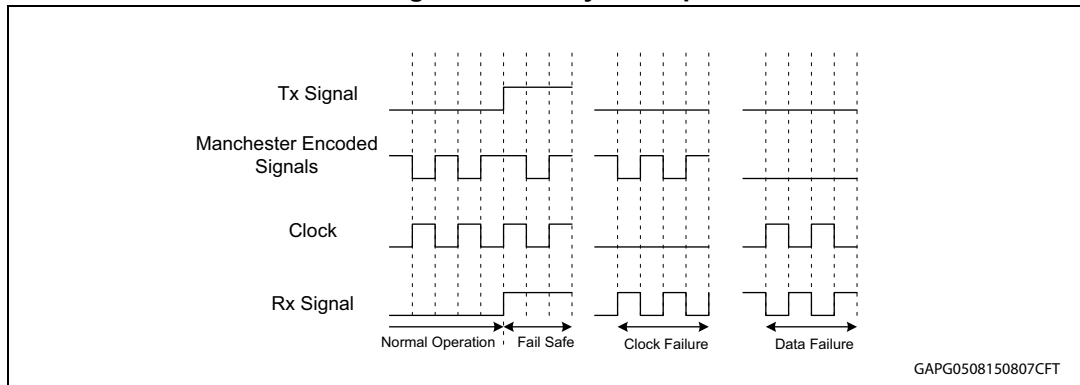 Tx Signal
Manchester Encoded
Signals
Clock
Rx Signal
Normal Operation
Fail Safe
Clock Failure
Data Failure
GAPG0508150807CFT